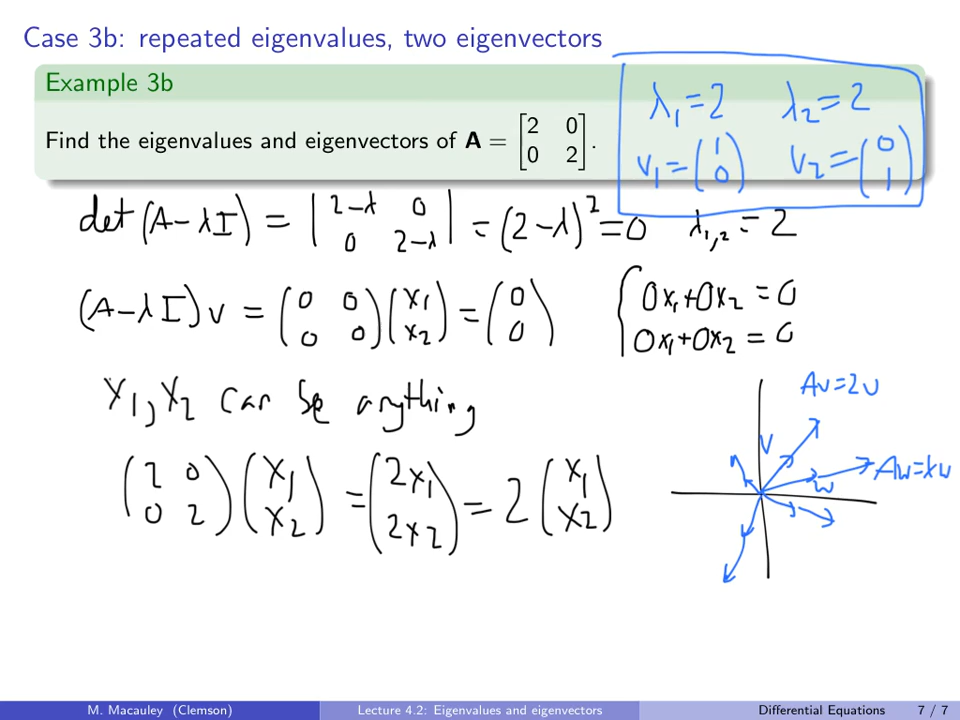 Case 3b: repeated eigenvalues, two eigenvectors
Example 3b
Find the eigenvalues and eigenvectors of A = [2 0; 0 2].
λ₁ = 2 λ₂ = 2
v₁ = (1 0) v₂ = (0 1)
det(A−λI) = |2−λ 0; 0 2−λ| = (2−λ)² = 0 λ₁,₂ = 2
(A−λI)v = (0 0; 0 0)(x₁ x₂) = (0 0)
0x₁+0x₂ = 0
0x₁+0x₂ = 0
x₁, x₂ can be anything
(2 0; 0 2)(x₁ x₂) = (2x₁ 2x₂) = 2(x₁ x₂)
Av=2v
v
w
Aw=λw
M. Macauley (Clemson) Lecture 4.2: Eigenvalues and eigenvectors Differential Equations 7 / 7